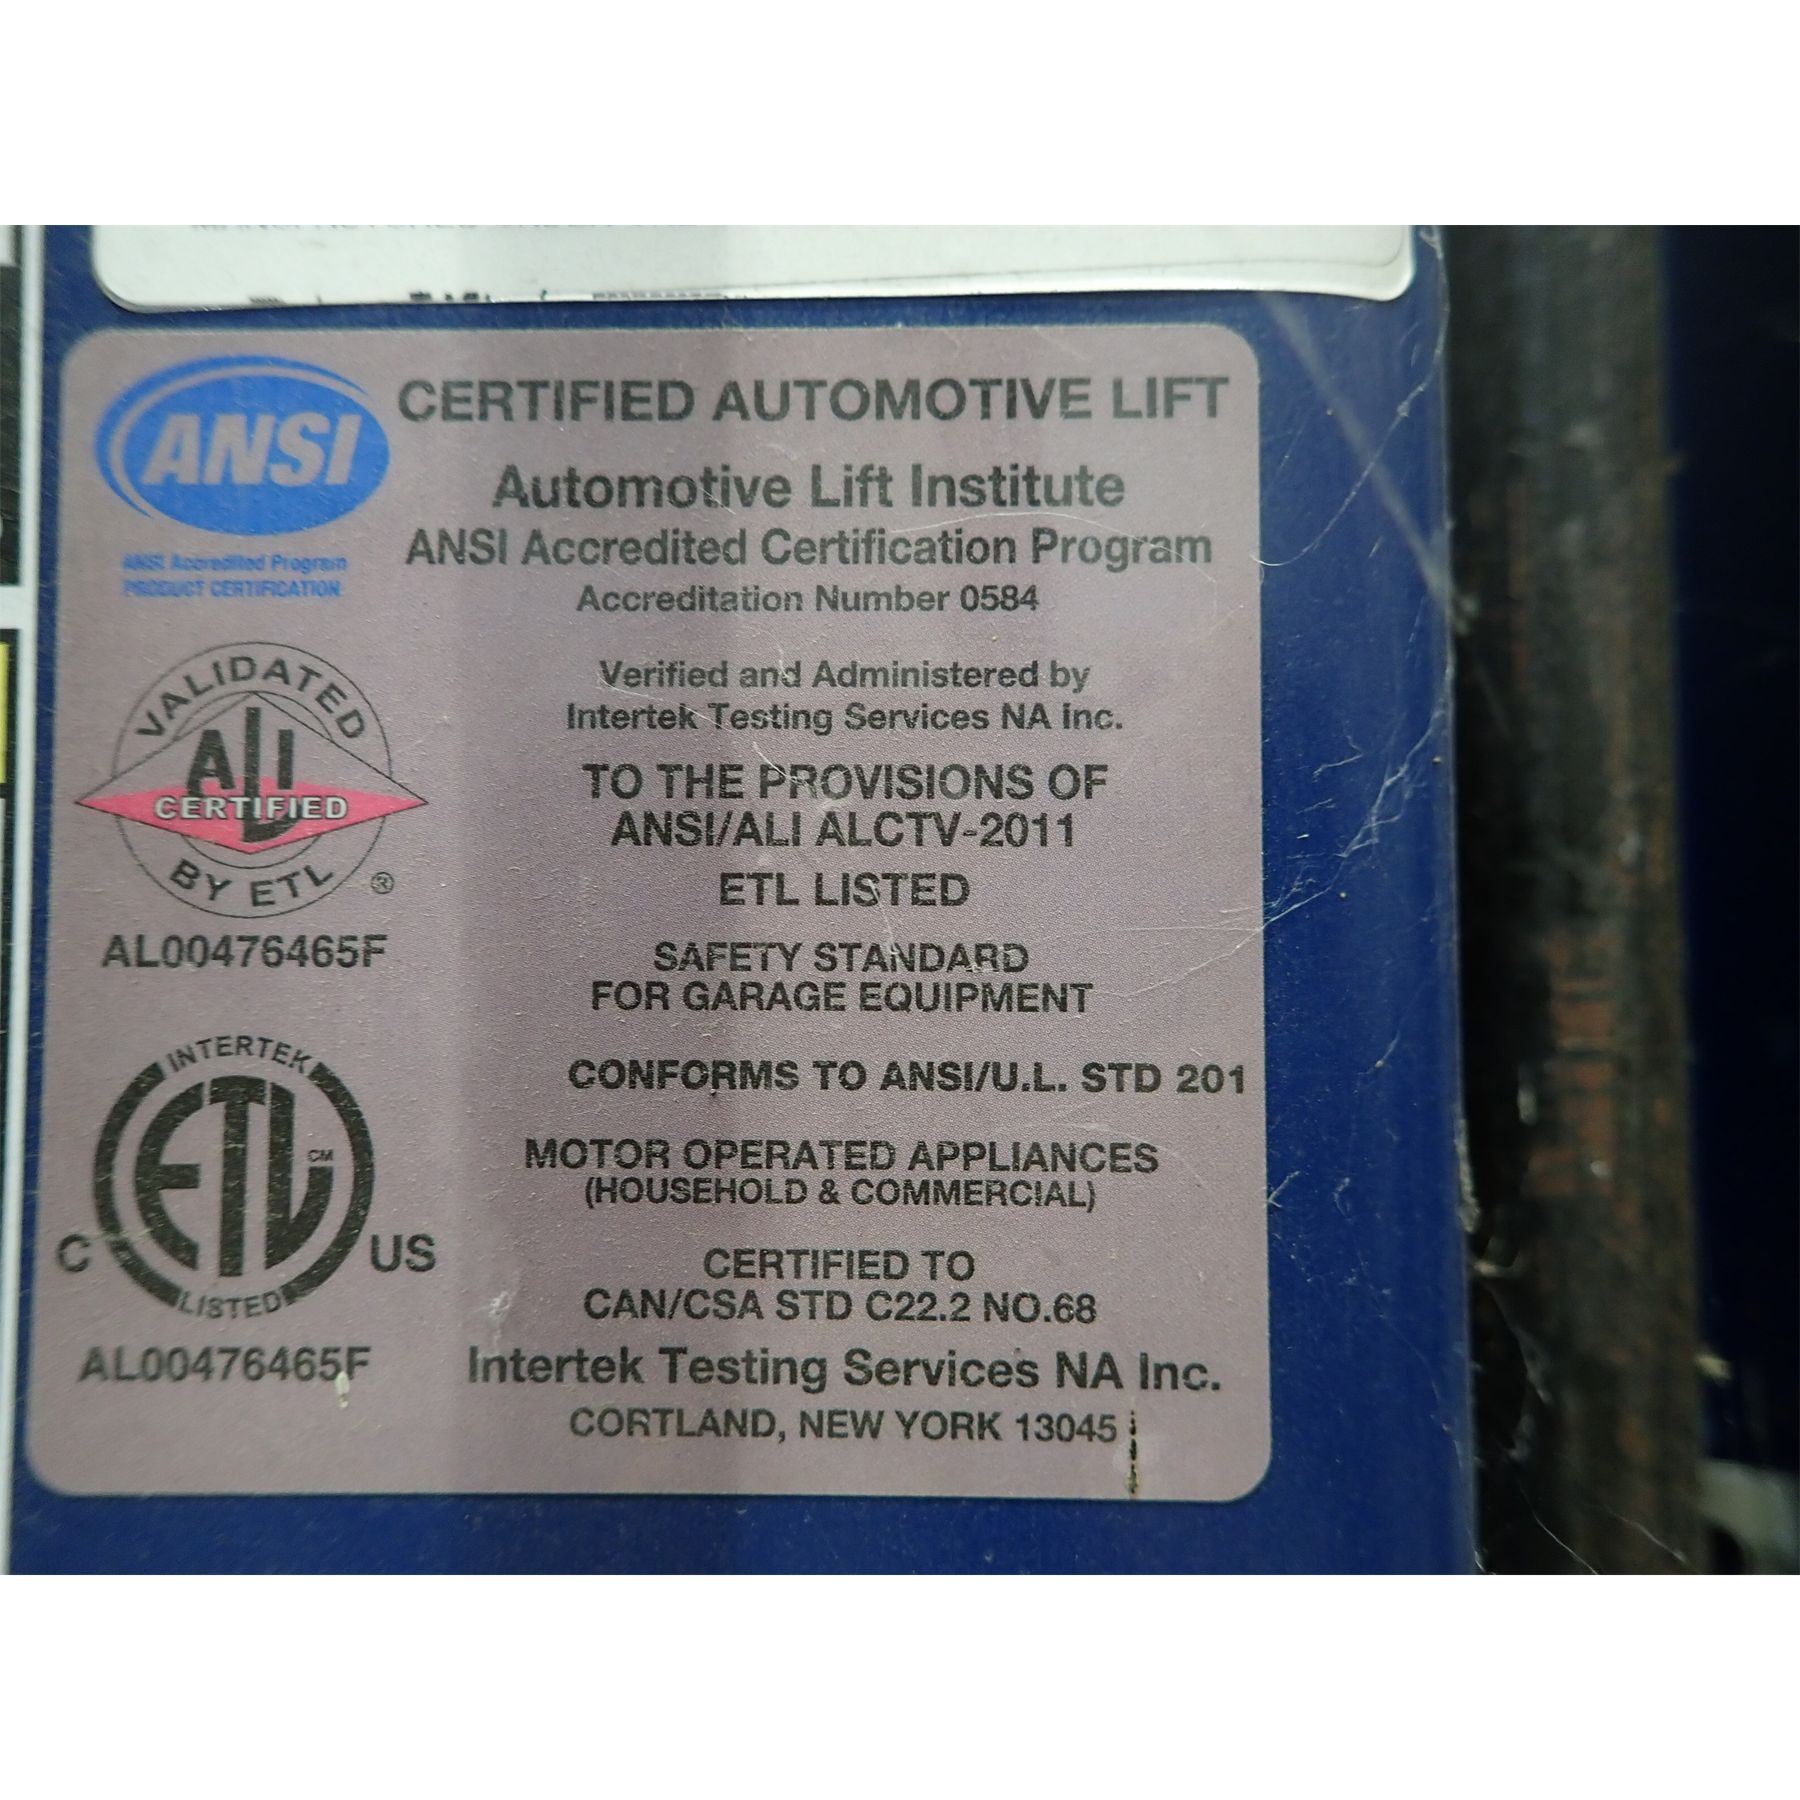 ANSI
ANSI Accredited Program
PRODUCT CERTIFICATION
CERTIFIED AUTOMOTIVE LIFT
Automotive Lift Institute
ANSI Accredited Certification Program
Accreditation Number 0584
Verified and Administered by
Intertek Testing Services NA Inc.
TO THE PROVISIONS OF
ANSI/ALI ALCTV-2011
ETL LISTED
VALIDATED
ALI
CERTIFIED
BY ETL ®
AL00476465F
SAFETY STANDARD
FOR GARAGE EQUIPMENT
CONFORMS TO ANSI/U.L. STD 201
MOTOR OPERATED APPLIANCES
(HOUSEHOLD & COMMERCIAL)
CERTIFIED TO
CAN/CSA STD C22.2 NO.68
INTERTEK
ETL CM
C US
LISTED
AL00476465F
Intertek Testing Services NA Inc.
CORTLAND, NEW YORK 13045